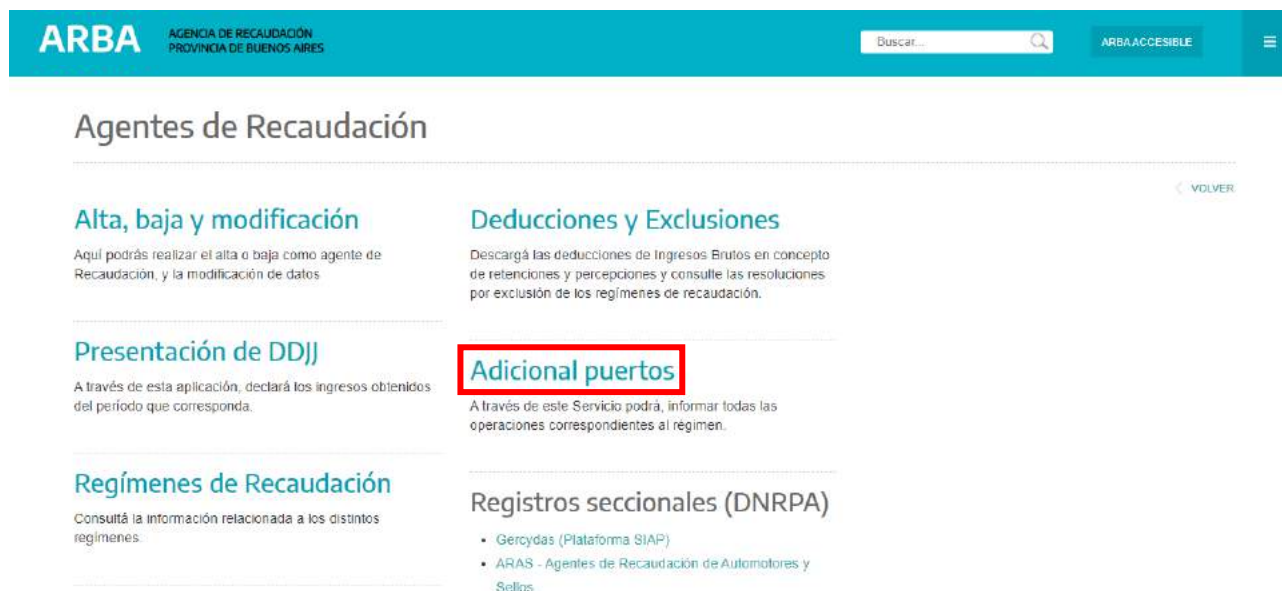 ARBA
AGENCIA DE RECAUDACIÓN
PROVINCIA DE BUENOS AIRES
Buscar...
ARBA ACCESIBLE
Agentes de Recaudación
VOLVER
Alta, baja y modificación
Aquí podrás realizar el alta o baja como agente de
Recaudación, y la modificación de datos
Presentación de DDJJ
A través de esta aplicación, declará los ingresos obtenidos
del período que corresponda.
Regímenes de Recaudación
Consultá la información relacionada a los distintos
regímenes.
Deducciones y Exclusiones
Descargá las deducciones de Ingresos Brutos en concepto
de retenciones y percepciones y consulte las resoluciones
por exclusión de los regímenes de recaudación.
Adicional puertos
A través de este Servicio podrá, informar todas las
operaciones correspondientes al régimen.
Registros seccionales (DNRPA)
• Gercydas (Plataforma SIAP)
• ARAS - Agentes de Recaudación de Automotores y
Sellos